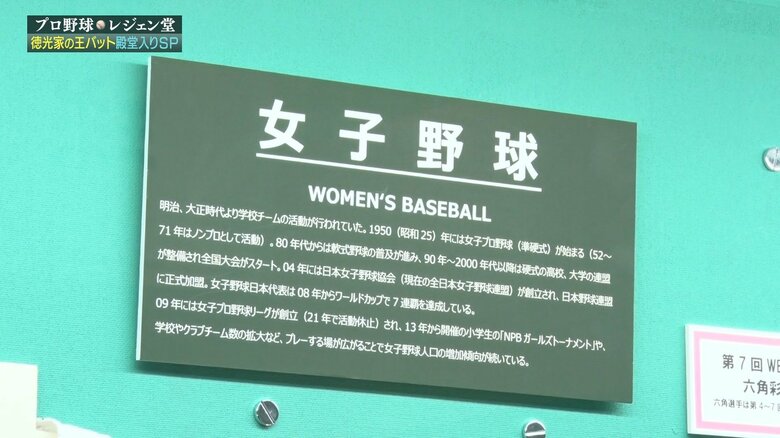 プロ野球レジェン堂
徳光家の王バット殿堂入りSP
女子野球
WOMEN'S BASEBALL
明治、大正時代より学校チームの活動が行われていた。1950（昭和25）年には女子プロ野球（準硬式）が始まる（52～
71年はノンプロとして活動）。80年代からは軟式野球の普及が進み、90年～2000年代以降は硬式の高校、大学の連盟
が整備され全国大会がスタート。04年には日本女子野球協会（現在の全日本女子野球連盟）が創立され、日本野球連盟
に正式加盟。女子野球日本代表は08年からワールドカップで7連覇を達成している。
09年には女子プロ野球リーグが創立（21年で活動休止）され、13年から開催の小学生の「NPBガールズトーナメント」や、
学校やクラブチーム数の拡大など、プレーする場が広がることで女子野球人口の増加傾向が続いている。
第7回WB
六角彩
六角選手は第4～7